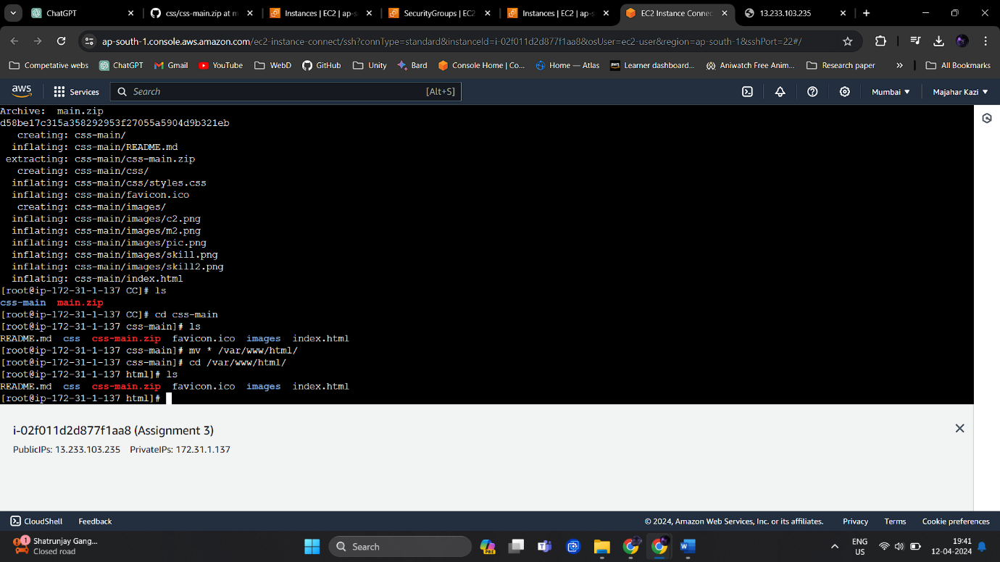 ChatGPT
css/css-main.zip at m
Instances | EC2 | ap-s
SecurityGroups | EC2
Instances | EC2 | ap-s
EC2 Instance Connec
13.233.103.235
ap-south-1.console.aws.amazon.com/ec2-instance-connect/ssh?connType=standard&instanceId=i-02f011d2d877f1aa8&osUser=ec2-user&region=ap-south-1&sshPort=22#/
Competative webs ChatGPT Gmail YouTube WebD GitHub Unity Bard Console Home | Co... Home — Atlas Learner dashboard... Aniwatch Free Anim... Research paper » All Bookmarks
aws Services Search [Alt+S] Mumbai ▼ Majahar Kazi ▼
Archive:  main.zip
d58be17c315a358292953f27055a5904d9b321eb
   creating: css-main/
  inflating: css-main/README.md
 extracting: css-main/css-main.zip
   creating: css-main/css/
  inflating: css-main/css/styles.css
  inflating: css-main/favicon.ico
   creating: css-main/images/
  inflating: css-main/images/c2.png
  inflating: css-main/images/m2.png
  inflating: css-main/images/pic.png
  inflating: css-main/images/skill.png
  inflating: css-main/images/skill2.png
  inflating: css-main/index.html
[root@ip-172-31-1-137 CC]# ls
css-main  main.zip
[root@ip-172-31-1-137 CC]# cd css-main
[root@ip-172-31-1-137 css-main]# ls
README.md  css  css-main.zip  favicon.ico  images  index.html
[root@ip-172-31-1-137 css-main]# mv * /var/www/html/
[root@ip-172-31-1-137 css-main]# cd /var/www/html/
[root@ip-172-31-1-137 html]# ls
README.md  css  css-main.zip  favicon.ico  images  index.html
[root@ip-172-31-1-137 html]#
i-02f011d2d877f1aa8 (Assignment 3)
PublicIPs: 13.233.103.235 PrivateIPs: 172.31.1.137
CloudShell Feedback © 2024, Amazon Web Services, Inc. or its affiliates. Privacy Terms Cookie preferences
1 Shatrunjay Gang...
Closed road
Search
PRE
ENG
US
19:41
12-04-2024